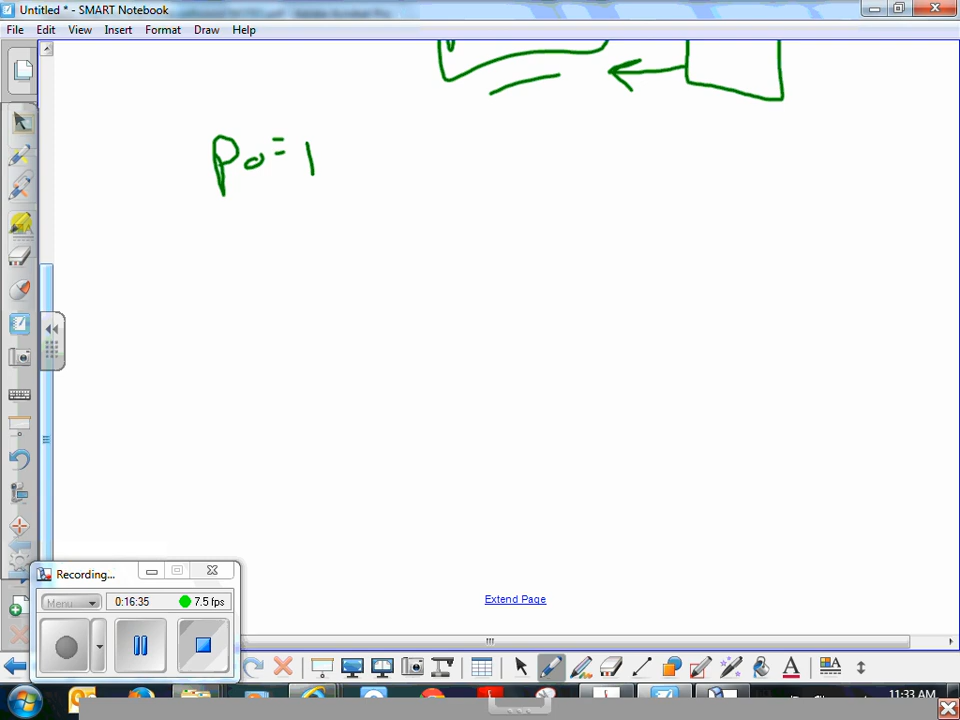 Untitled * - SMART Notebook
File Edit View Insert Format Draw Help
Po=1
Extend Page
Recording...
Menu
0:16:35
7.5 fps
11:33 AM